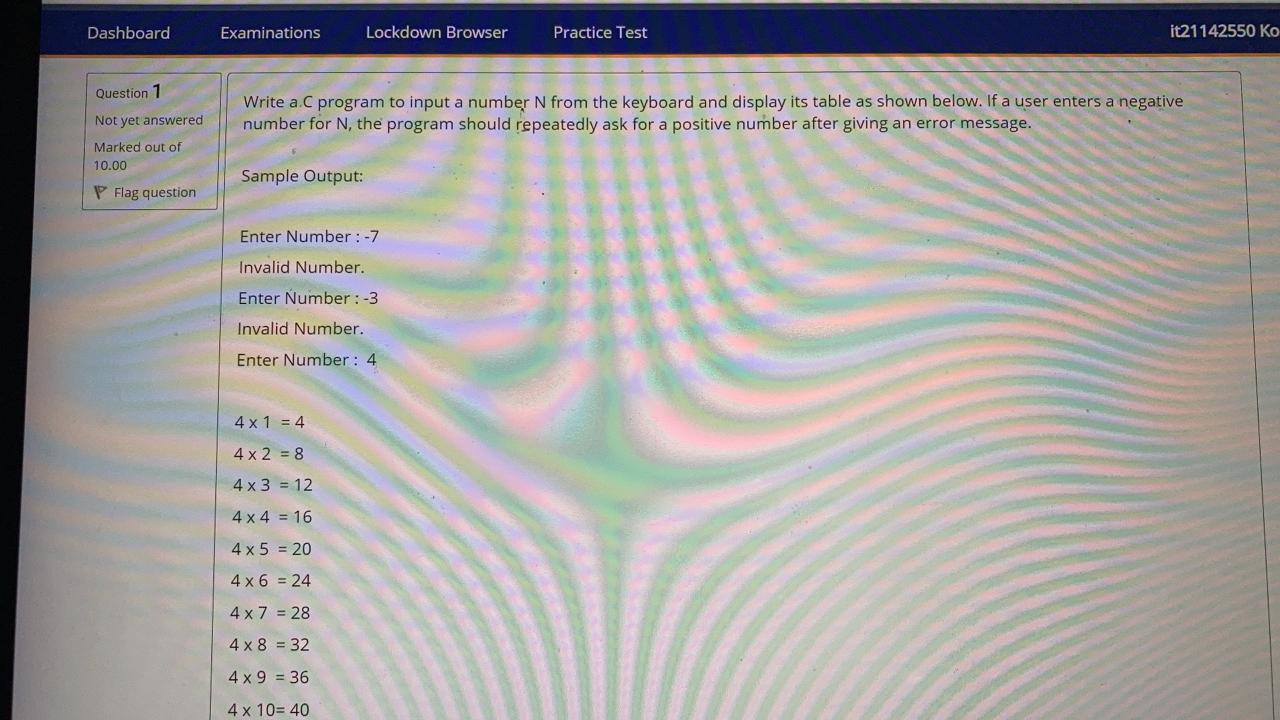 Dashboard Examinations Lockdown Browser Practice Test it21142550 Ko
Question 1
Not yet answered
Marked out of
10.00
Flag question
Write a C program to input a number N from the keyboard and display its table as shown below. If a user enters a negative
number for N, the program should repeatedly ask for a positive number after giving an error message.
Sample Output:
Enter Number : -7
Invalid Number.
Enter Number : -3
Invalid Number.
Enter Number : 4
4 x 1 = 4
4 x 2 = 8
4 x 3 = 12
4 x 4 = 16
4 x 5 = 20
4 x 6 = 24
4 x 7 = 28
4 x 8 = 32
4 x 9 = 36
4 x 10= 40